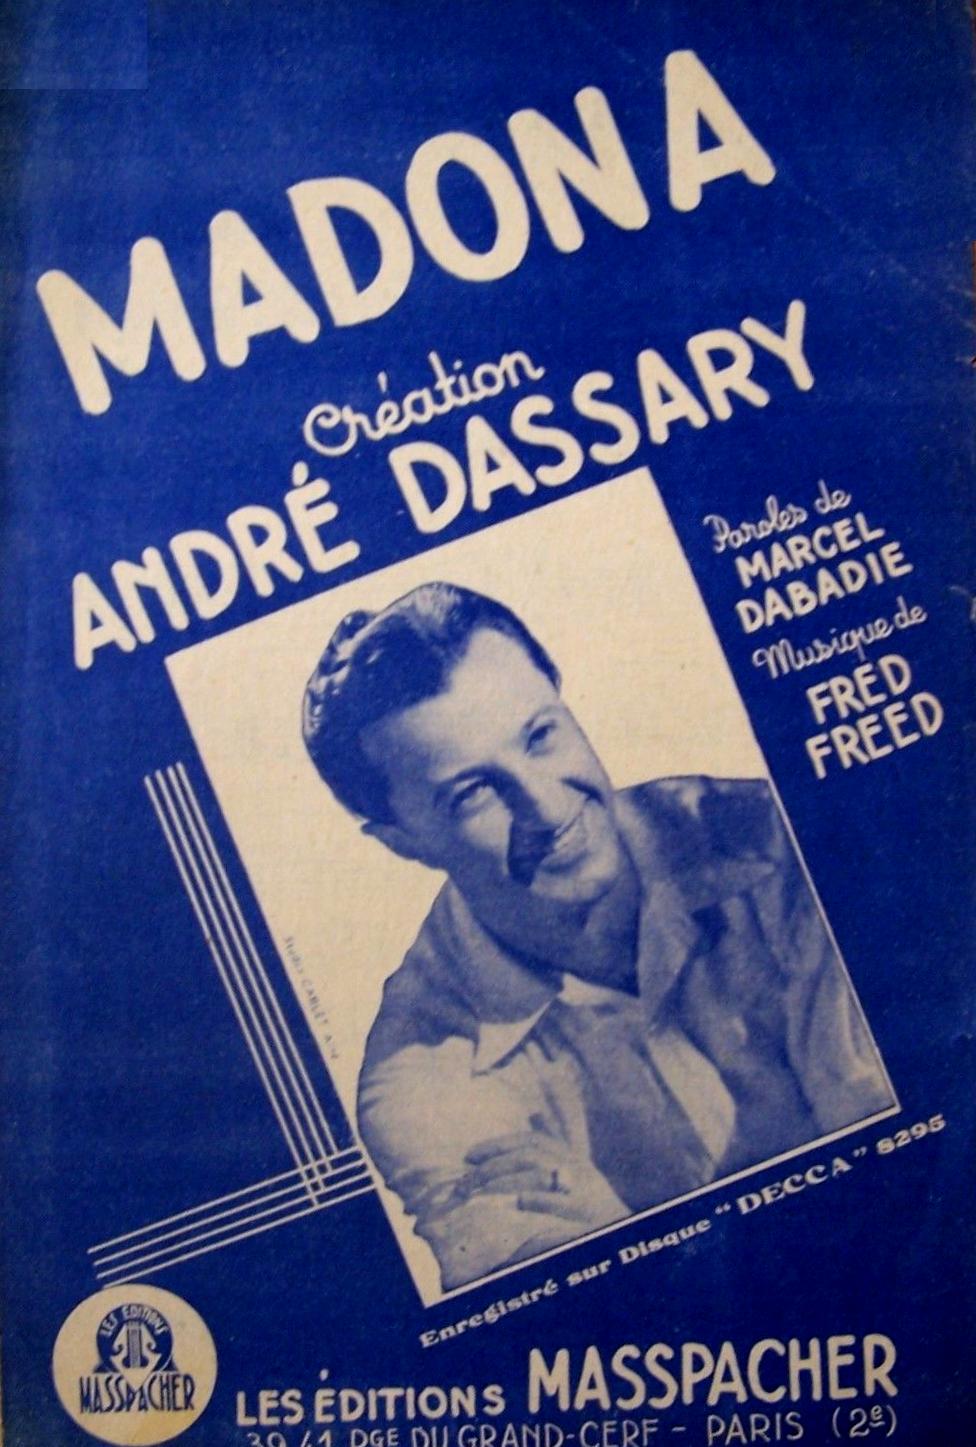 MADONA
Création
ANDRÉ DASSARY
Paroles de
MARCEL
DABADIE
Musique de
FRED
FREED
Enregistré sur Disque "DECCA" 8295
LES EDITIONS
MASSPACHER
LES ÉDITIONS MASSPACHER
39.41 PGE DU GRAND-CERF - PARIS (2e)